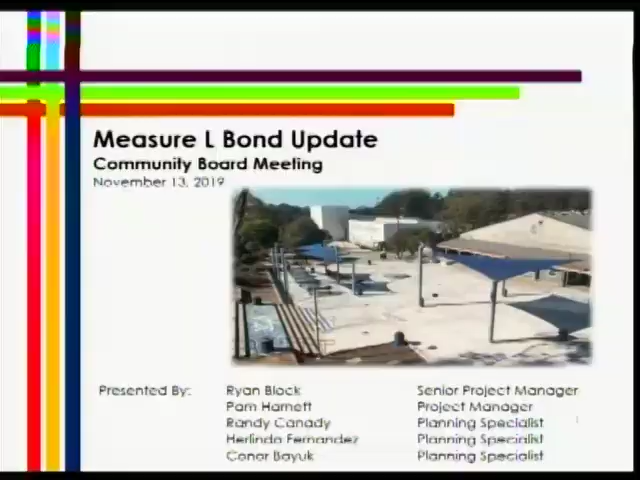 Measure L Bond Update
Community Board Meeting
November 13, 2019
Presented By: Ryan Block Senior Project Manager
Pam Harnett Project Manager
Randy Canady Planning Specialist
Herlinda Fernandez Planning Specialist
Conor Bayuk Planning Specialist